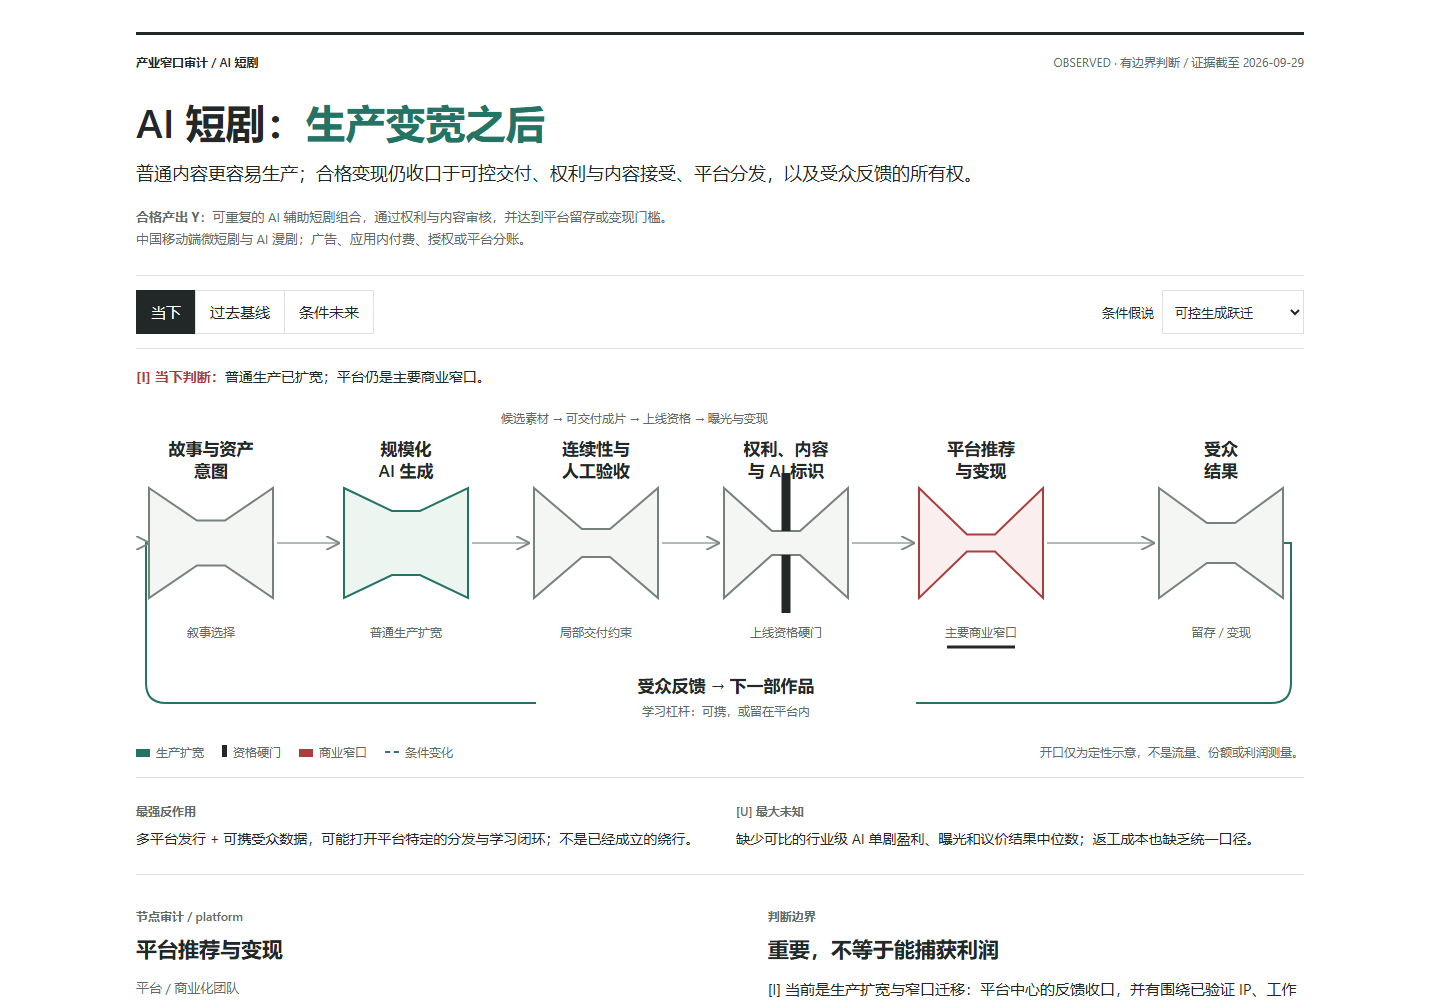 产业窄口审计 / AI 短剧
OBSERVED · 有边界判断 / 证据截至 2026-09-29
AI 短剧：生产变宽之后
普通内容更容易生产；合格变现仍收口于可控交付、权利与内容接受、平台分发，以及受众反馈的所有权。
合格产出 Y：可重复的 AI 辅助短剧组合，通过权利与内容审核，并达到平台留存或变现门槛。
中国移动端微短剧与 AI 漫剧；广告、应用内付费、授权或平台分账。
当下
过去基线
条件未来
条件假说
可控生成跃迁
[I] 当下判断：普通生产已扩宽；平台仍是主要商业窄口。
候选素材 → 可交付成片 → 上线资格 → 曝光与变现
故事与资产
意图
规模化
AI 生成
连续性与
人工验收
权利、内容
与 AI 标识
平台推荐
与变现
受众
结果
叙事选择
普通生产扩宽
局部交付约束
上线资格硬门
主要商业窄口
留存 / 变现
受众反馈 → 下一部作品
学习杠杆：可携，或留在平台内
生产扩宽
资格硬门
商业窄口
条件变化
开口仅为定性示意，不是流量、份额或利润测量。
最强反作用
多平台发行 + 可携受众数据，可能打开平台特定的分发与学习闭环；不是已经成立的绕行。
[U] 最大未知
缺少可比的行业级 AI 单剧盈利、曝光和议价结果中位数；返工成本也缺乏统一口径。
节点审计 / platform
平台推荐与变现
平台 / 商业化团队
判断边界
重要，不等于能捕获利润
[I] 当前是生产扩宽与窄口迁移：平台中心的反馈收口，并有围绕已验证 IP、工作